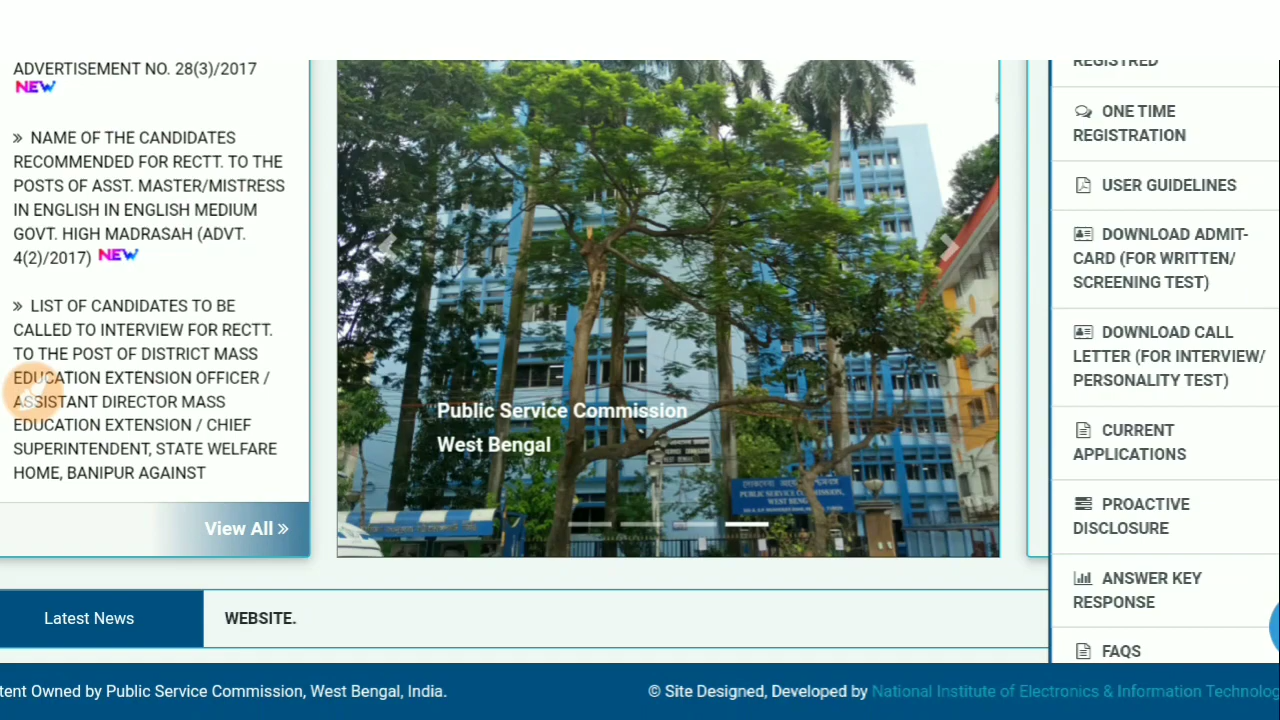 ADVERTISEMENT NO. 28(3)/2017
NEW
» NAME OF THE CANDIDATES
RECOMMENDED FOR RECTT. TO THE
POSTS OF ASST. MASTER/MISTRESS
IN ENGLISH IN ENGLISH MEDIUM
GOVT. HIGH MADRASAH (ADVT.
4(2)/2017) NEW
» LIST OF CANDIDATES TO BE
CALLED TO INTERVIEW FOR RECTT.
TO THE POST OF DISTRICT MASS
EDUCATION EXTENSION OFFICER /
ASSISTANT DIRECTOR MASS
EDUCATION EXTENSION / CHIEF
SUPERINTENDENT, STATE WELFARE
HOME, BANIPUR AGAINST
View All »
Public Service Commission
West Bengal
PUBLIC SERVICE COMMISSION,
WEST BENGAL
REGISTRED
ONE TIME
REGISTRATION
USER GUIDELINES
DOWNLOAD ADMIT-
CARD (FOR WRITTEN/
SCREENING TEST)
DOWNLOAD CALL
LETTER (FOR INTERVIEW/
PERSONALITY TEST)
CURRENT
APPLICATIONS
PROACTIVE
DISCLOSURE
ANSWER KEY
RESPONSE
FAQS
Latest News
WEBSITE.
tent Owned by Public Service Commission, West Bengal, India.
© Site Designed, Developed by National Institute of Electronics & Information Technolog